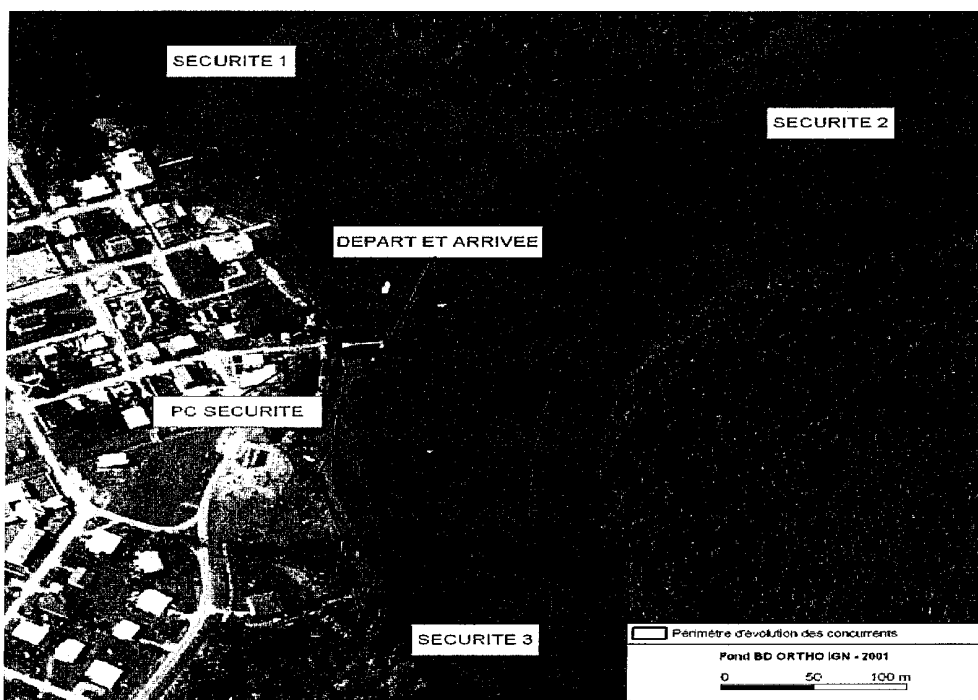 SECURITE 1
SECURITE 2
DEPART ET ARRIVEE
PC SECURITE
SECURITE 3
Périmètre d'évolution des concurrents
Fond BD ORTHO IGN - 2001
0 50 100 m